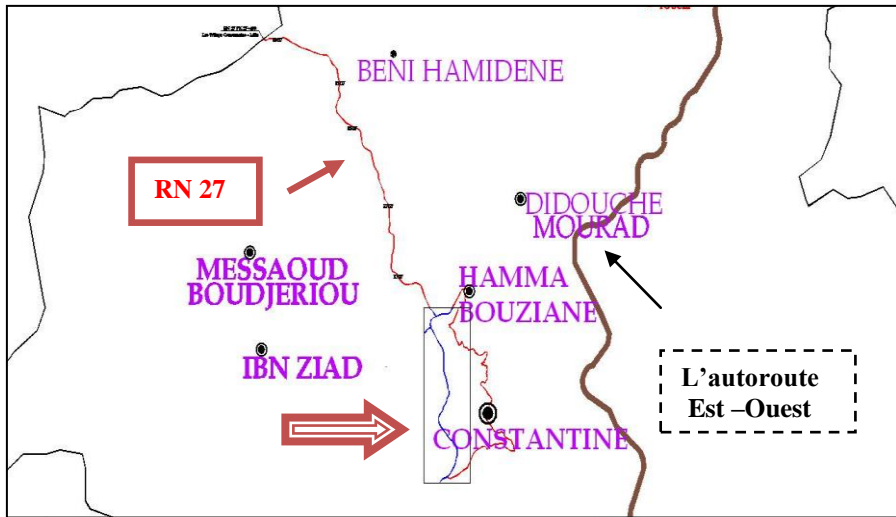 BENI HAMIDENE
RN 27
DIDOUCHE
MOURAD
MESSAOUD
BOUDJERIOU
HAMMA
BOUZIANE
IBN ZIAD
L’autoroute
Est –Ouest
CONSTANTINE